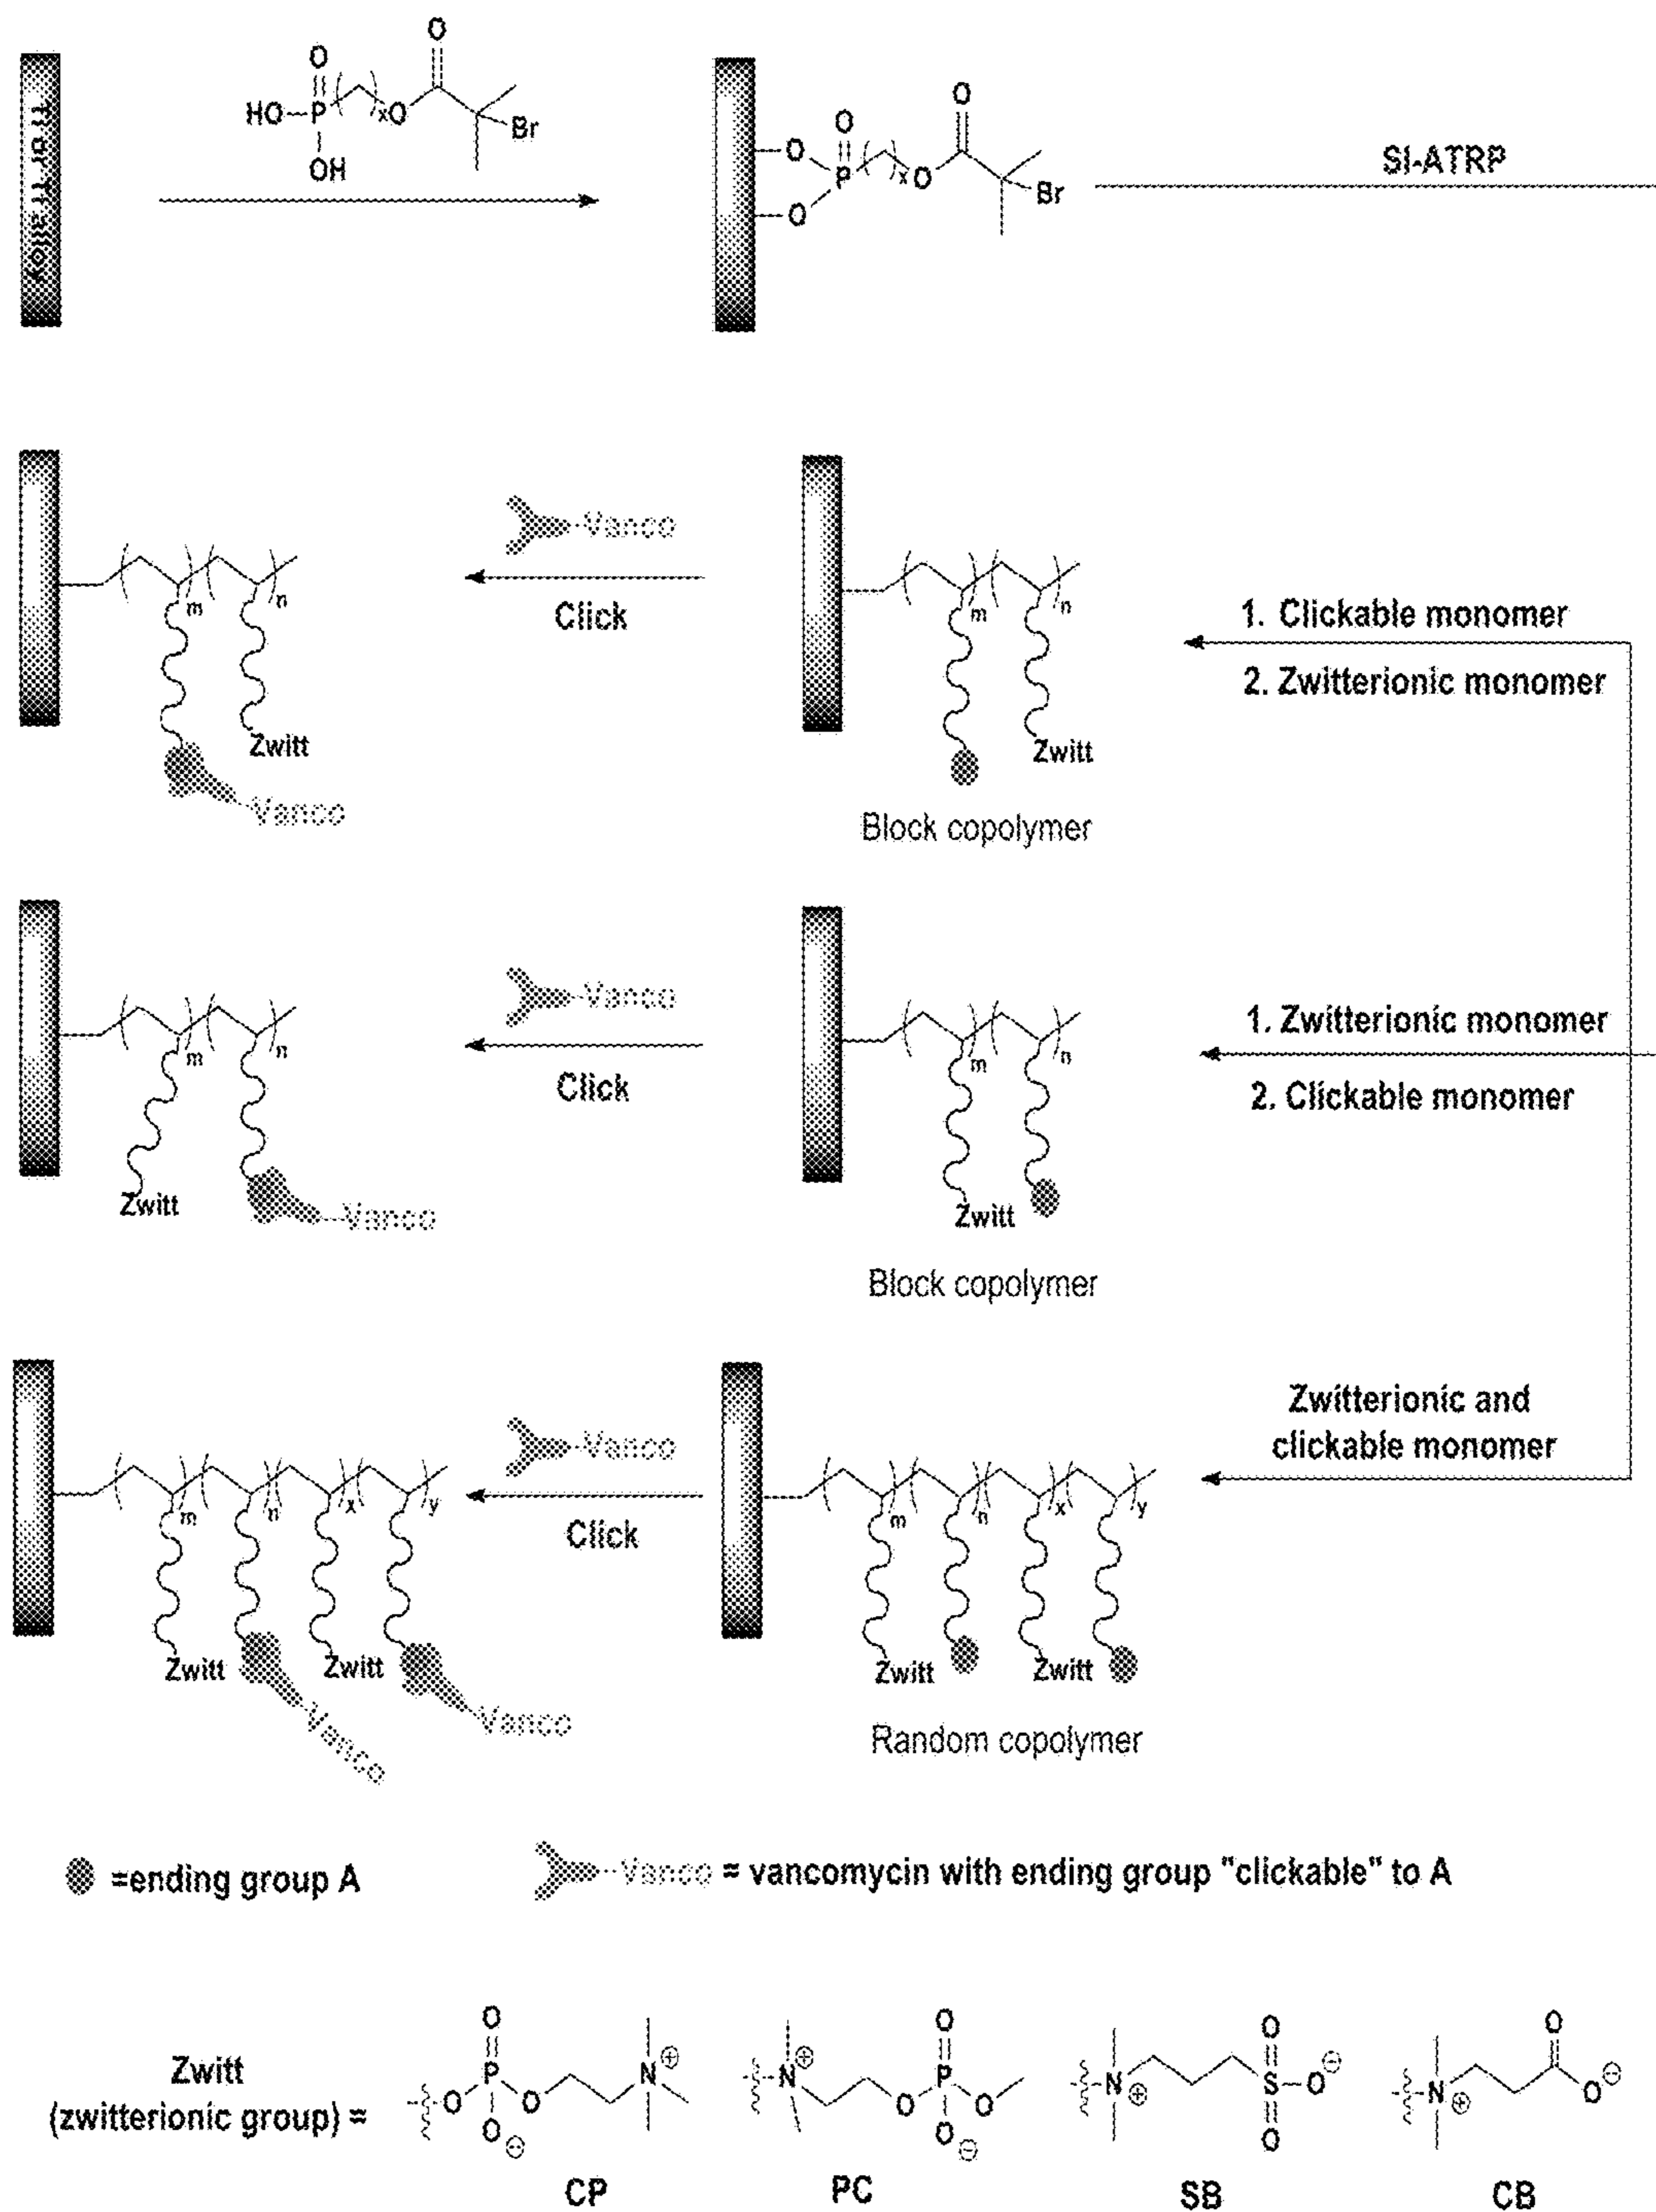 Ti or Ti alloy
O
O
HO
P
x
O
Br
OH
O
O
P
O
x
O
Br
O
SI-ATRP
m
n
Zwitt
Vanco
Vanco
Click
m
n
Zwitt
Block copolymer
1. Clickable monomer
2. Zwitterionic monomer
m
n
Zwitt
Vanco
Vanco
Click
m
n
Zwitt
Block copolymer
1. Zwitterionic monomer
2. Clickable monomer
m
n
x
y
Zwitt
Zwitt
Vanco
Vanco
Vanco
Click
m
n
x
y
Zwitt
Zwitt
Random copolymer
Zwitterionic and
clickable monomer
=ending group A
Vanco = vancomycin with ending group "clickable" to A
Zwitt
(zwitterionic group) =
O
O
P
O
O⊖
N⊕
CP
N⊕
O
O
P
O
O⊖
PC
N⊕
O
S
O⊖
O
SB
N⊕
O
O⊖
CB